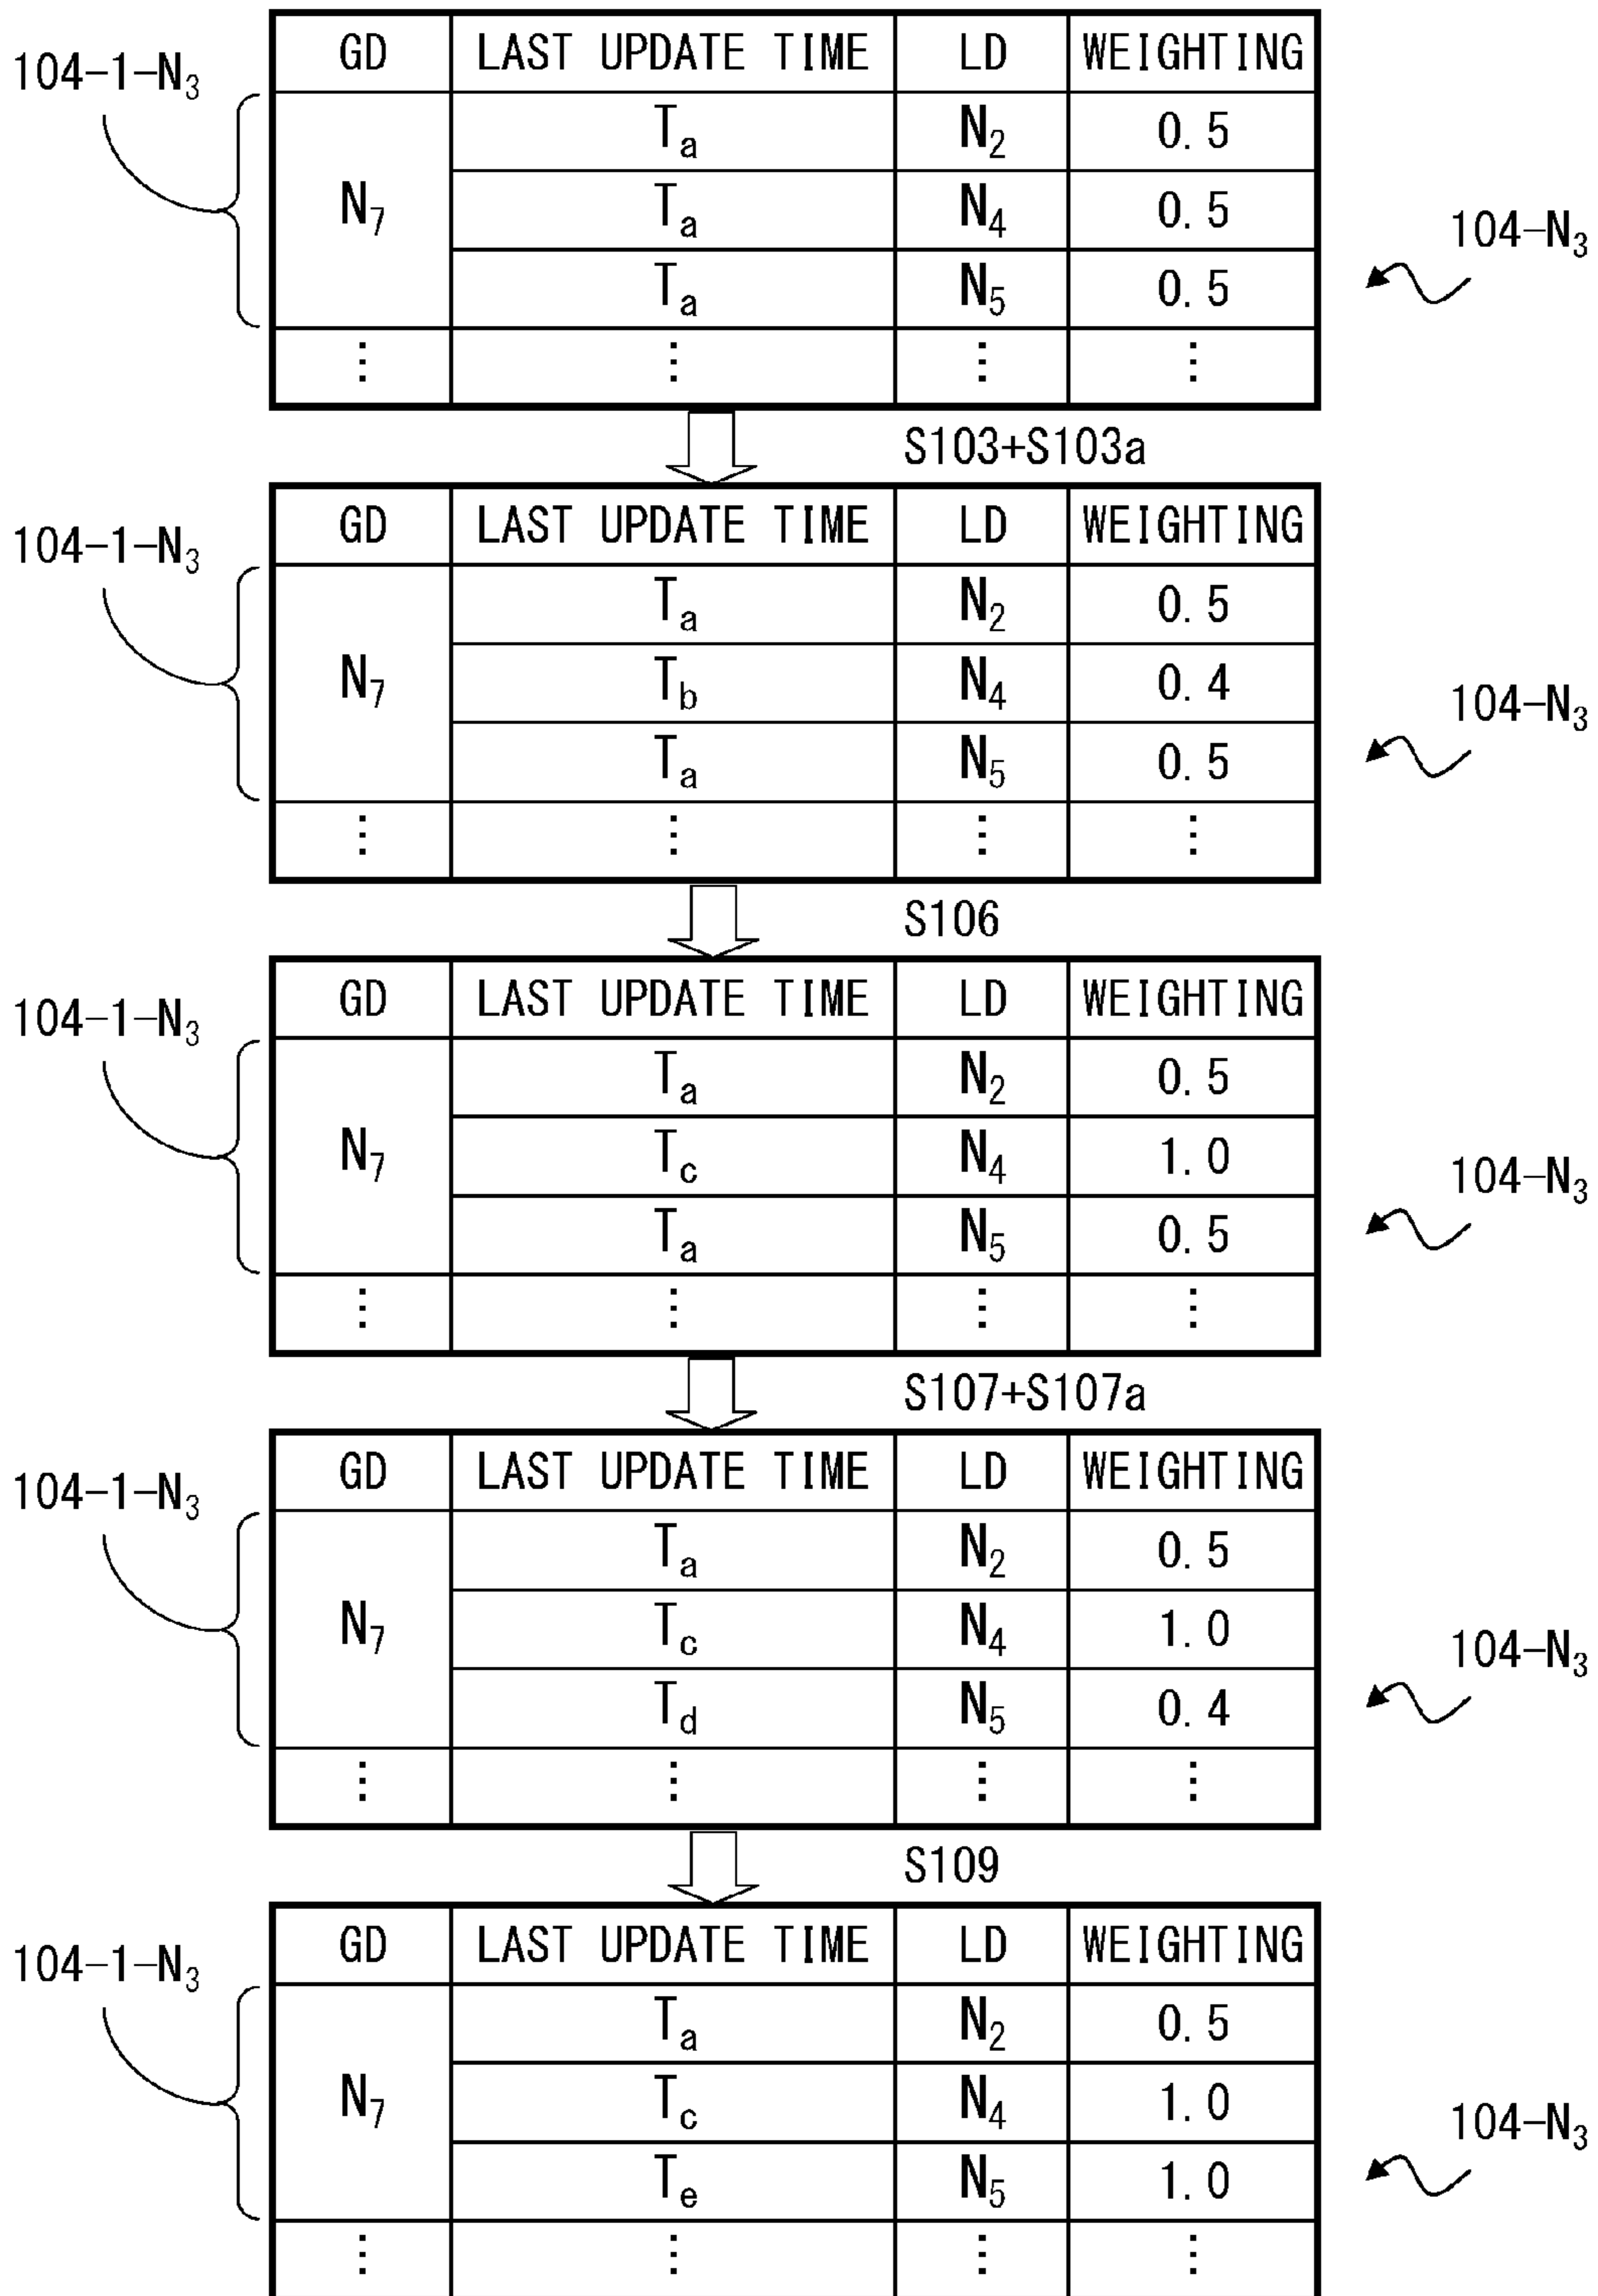 GD LAST UPDATE TIME LD WEIGHTING
104-1-N₃
Tₐ N₂ 0.5
N₇ Tₐ N₄ 0.5
104-N₃
Tₐ N₅ 0.5
⋮ ⋮ ⋮ ⋮
S103+S103a
GD LAST UPDATE TIME LD WEIGHTING
104-1-N₃
Tₐ N₂ 0.5
N₇ T_b N₄ 0.4
104-N₃
Tₐ N₅ 0.5
⋮ ⋮ ⋮ ⋮
S106
GD LAST UPDATE TIME LD WEIGHTING
104-1-N₃
Tₐ N₂ 0.5
N₇ T_c N₄ 1.0
104-N₃
Tₐ N₅ 0.5
⋮ ⋮ ⋮ ⋮
S107+S107a
GD LAST UPDATE TIME LD WEIGHTING
104-1-N₃
Tₐ N₂ 0.5
N₇ T_c N₄ 1.0
104-N₃
T_d N₅ 0.4
⋮ ⋮ ⋮ ⋮
S109
GD LAST UPDATE TIME LD WEIGHTING
104-1-N₃
Tₐ N₂ 0.5
N₇ T_c N₄ 1.0
104-N₃
Tₑ N₅ 1.0
⋮ ⋮ ⋮ ⋮